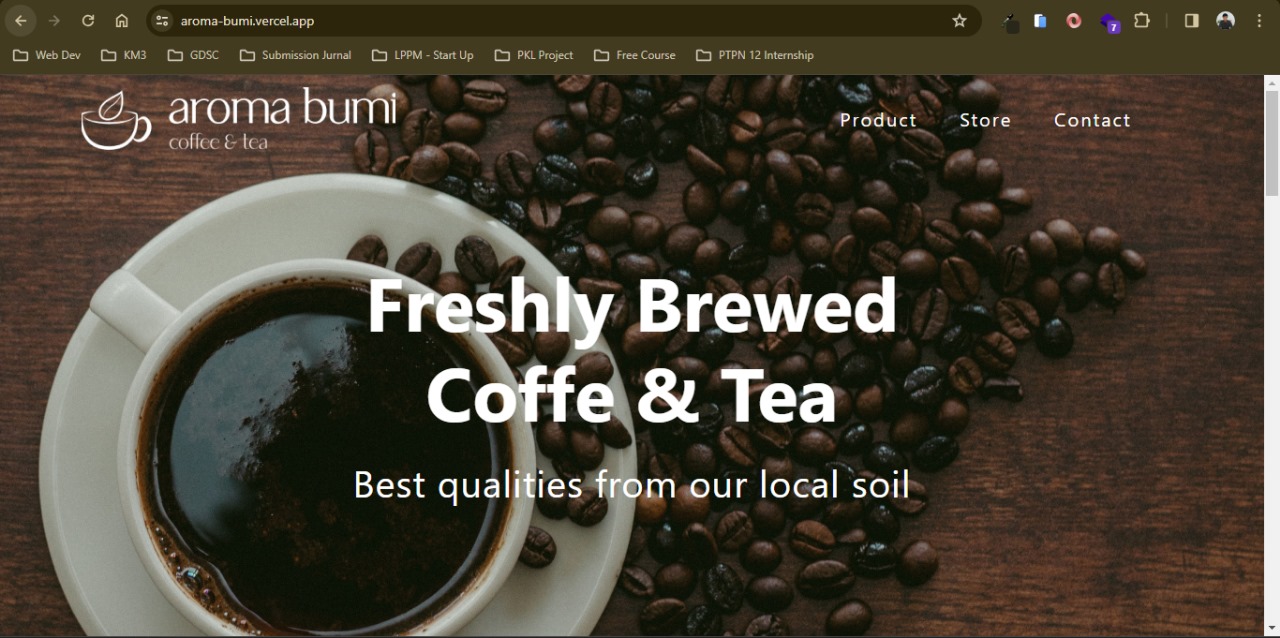 aroma-bumi.vercel.app
7
Web Dev
KM3
GDSC
Submission Jurnal
LPPM - Start Up
PKL Project
Free Course
PTPN 12 Internship
aroma bumi
coffee & tea
Product
Store
Contact
Freshly Brewed
Coffe & Tea
Best qualities from our local soil